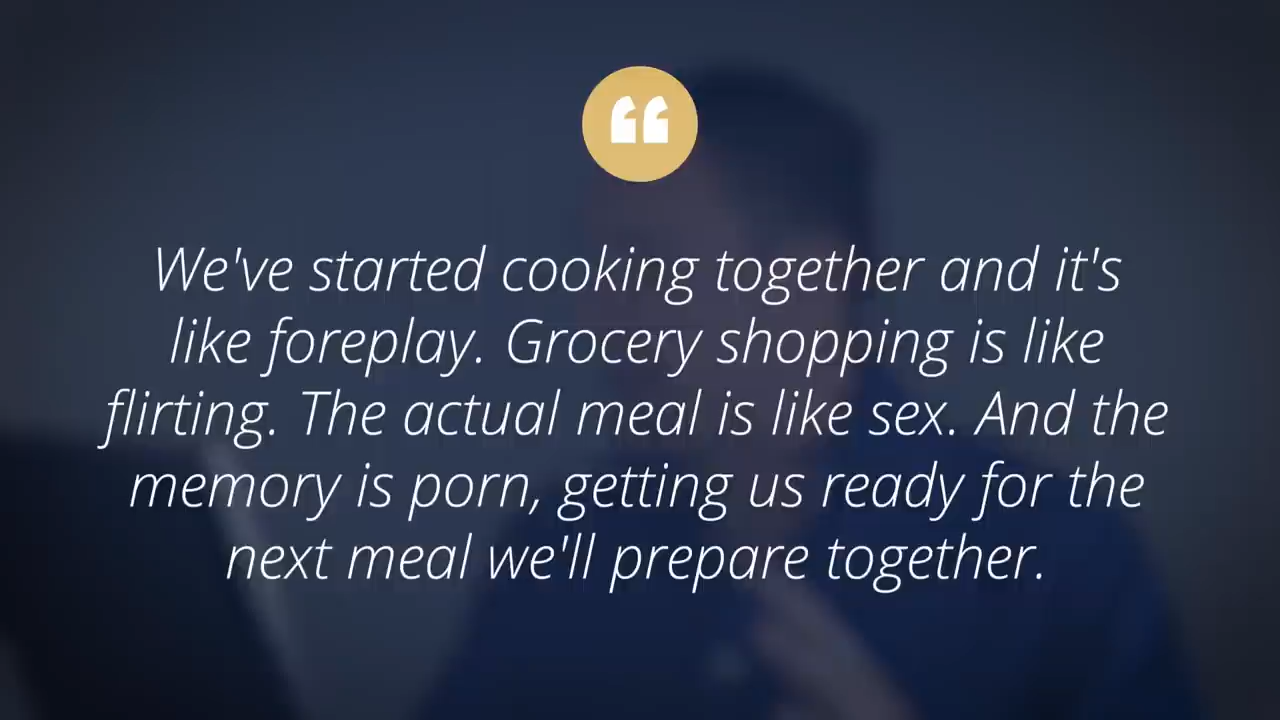 ❝
We've started cooking together and it's
like foreplay. Grocery shopping is like
flirting. The actual meal is like sex. And the
memory is porn, getting us ready for the
next meal we'll prepare together.